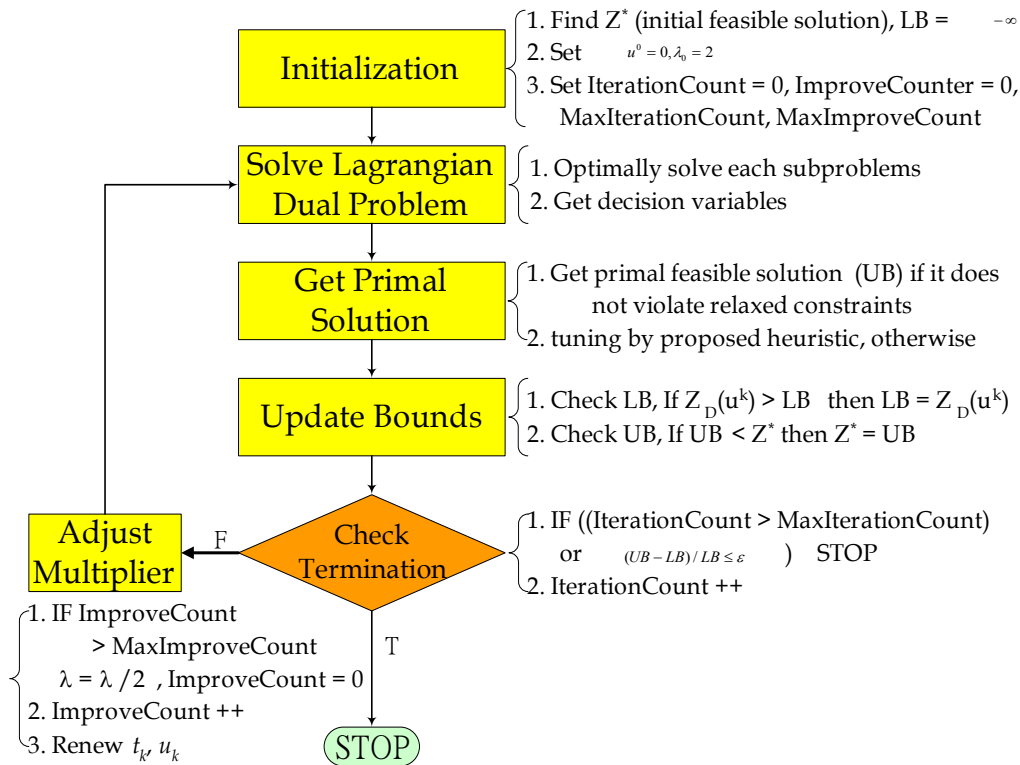 Initialization
1. Find Z* (initial feasible solution), LB = −∞
2. Set u⁰ = 0, λ₀ = 2
3. Set IterationCount = 0, ImproveCounter = 0,
MaxIterationCount, MaxImproveCount
Solve Lagrangian
Dual Problem
1. Optimally solve each subproblems
2. Get decision variables
Get Primal
Solution
1. Get primal feasible solution (UB) if it does
not violate relaxed constraints
2. tuning by proposed heuristic, otherwise
Update Bounds
1. Check LB, If Z_D(uᵏ) > LB then LB = Z_D(uᵏ)
2. Check UB, If UB < Z* then Z* = UB
Check
Termination
1. IF ((IterationCount > MaxIterationCount)
or (UB − LB) / LB ≤ ε ) STOP
2. IterationCount ++
F
Adjust
Multiplier
1. IF ImproveCount
> MaxImproveCount
λ = λ /2 , ImproveCount = 0
2. ImproveCount ++
3. Renew t_k, u_k
T
STOP